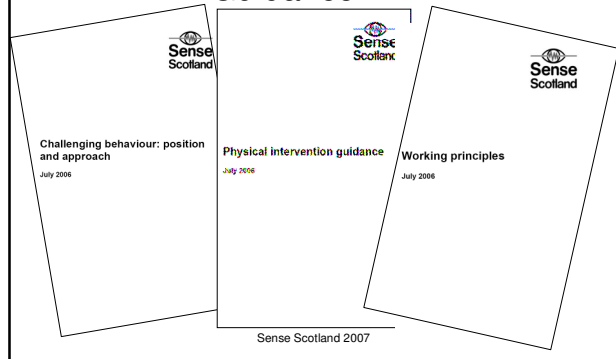 Sense
Scotland
Challenging behaviour: position
and approach
July 2006
Sense
Scotland
Physical intervention guidance
July 2006
Sense
Scotland
Working principles
July 2006
Sense Scotland 2007